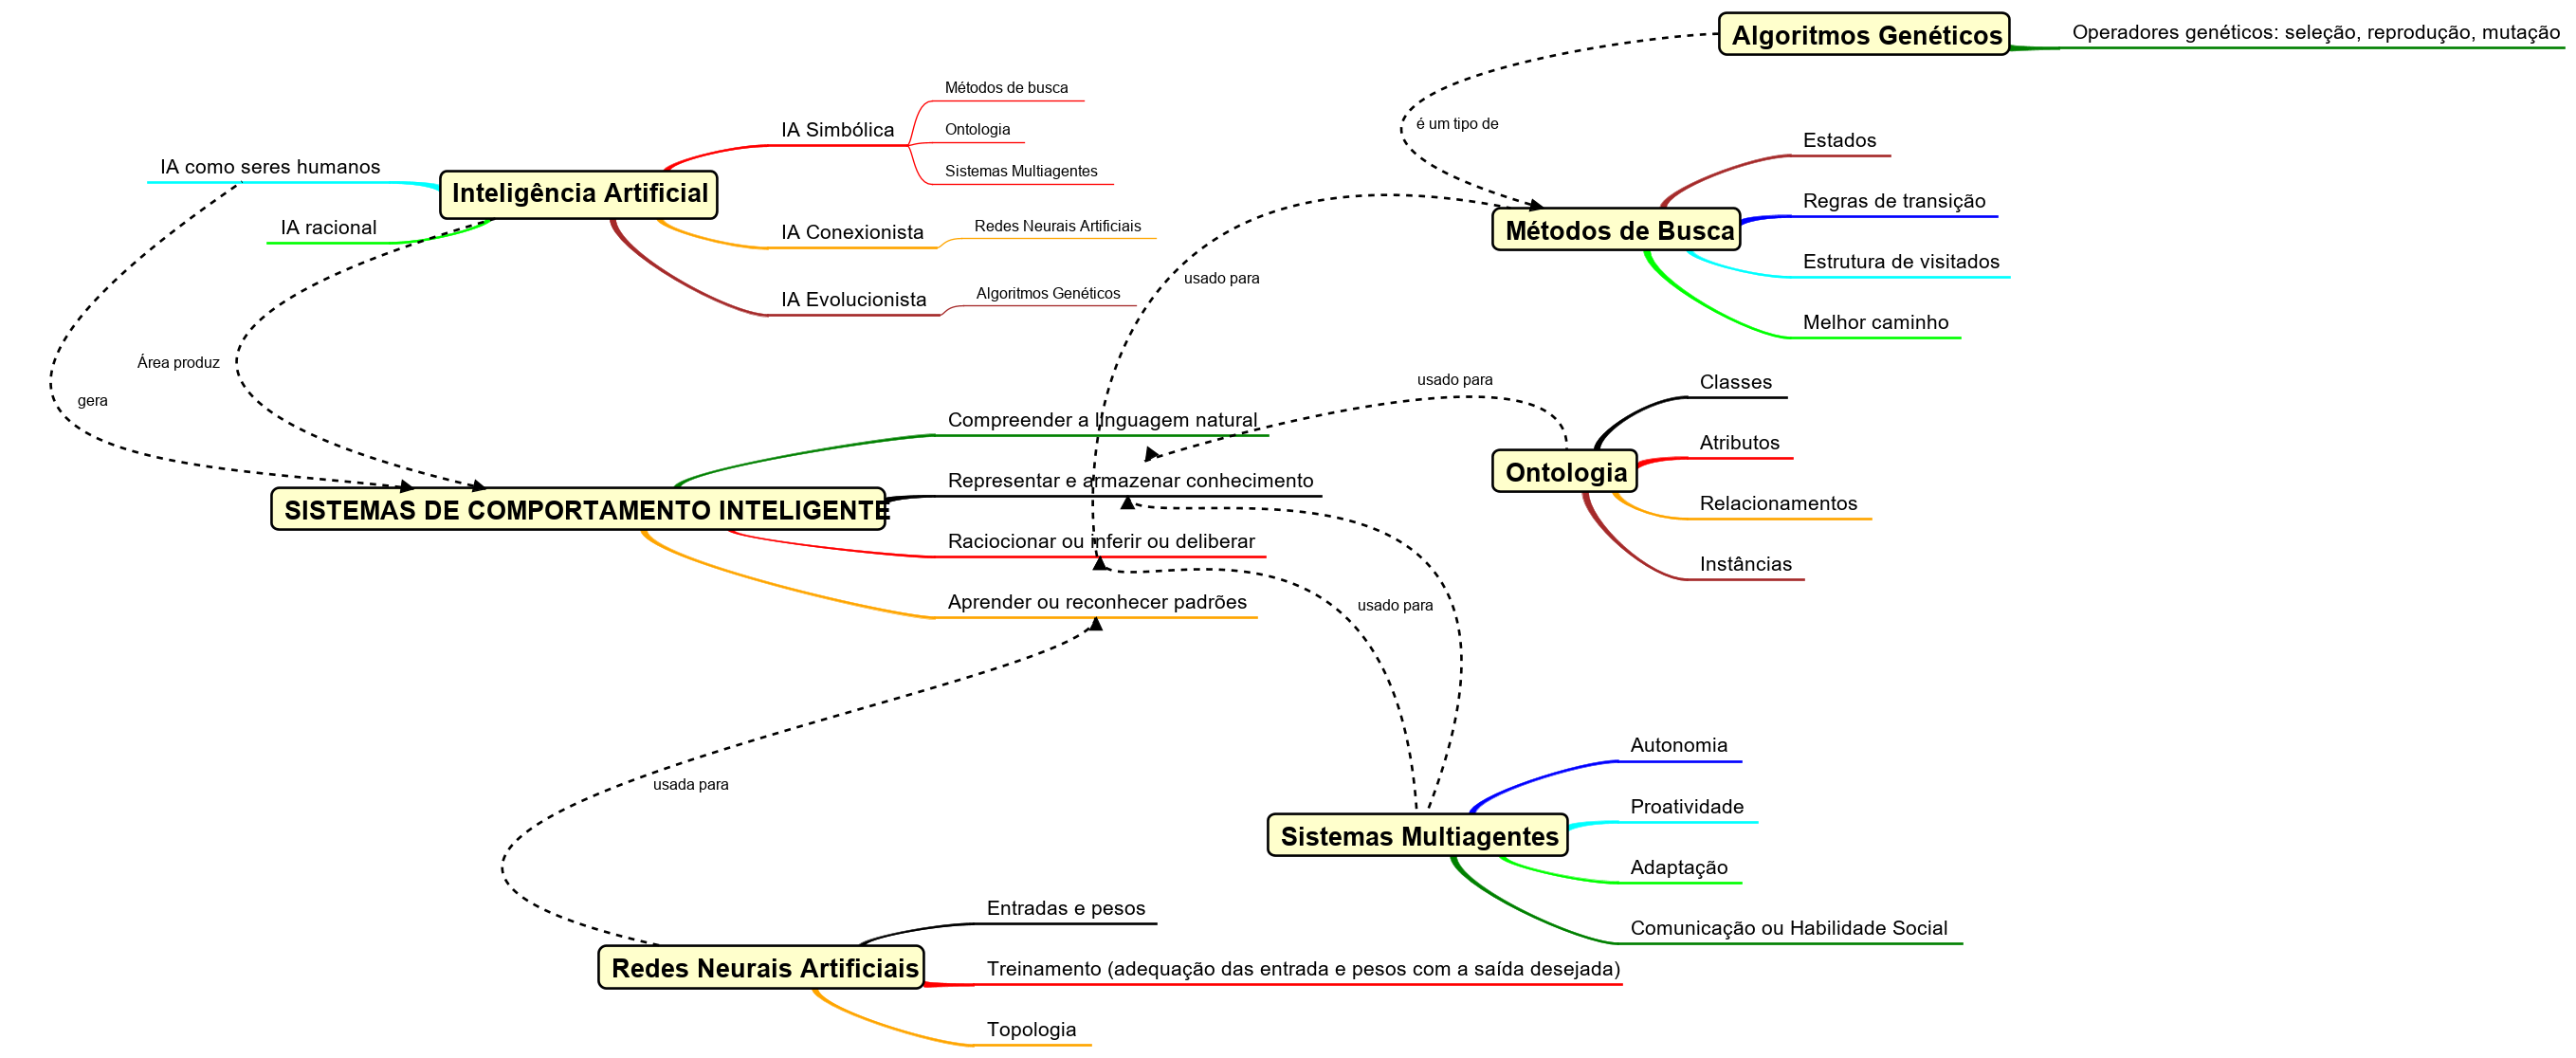 Algoritmos Genéticos
Operadores genéticos: seleção, reprodução, mutação
Métodos de busca
IA Simbólica
Ontologia
Sistemas Multiagentes
IA como seres humanos
Inteligência Artificial
IA racional
IA Conexionista
Redes Neurais Artificiais
IA Evolucionista
Algoritmos Genéticos
é um tipo de
Estados
Regras de transição
Métodos de Busca
Estrutura de visitados
Melhor caminho
usado para
Área produz
gera
usado para
Classes
Atributos
Ontologia
Relacionamentos
Instâncias
Compreender a linguagem natural
Representar e armazenar conhecimento
SISTEMAS DE COMPORTAMENTO INTELIGENTE
Raciocionar ou inferir ou deliberar
Aprender ou reconhecer padrões
usado para
usada para
Autonomia
Proatividade
Sistemas Multiagentes
Adaptação
Comunicação ou Habilidade Social
Entradas e pesos
Redes Neurais Artificiais
Treinamento (adequação das entrada e pesos com a saída desejada)
Topologia